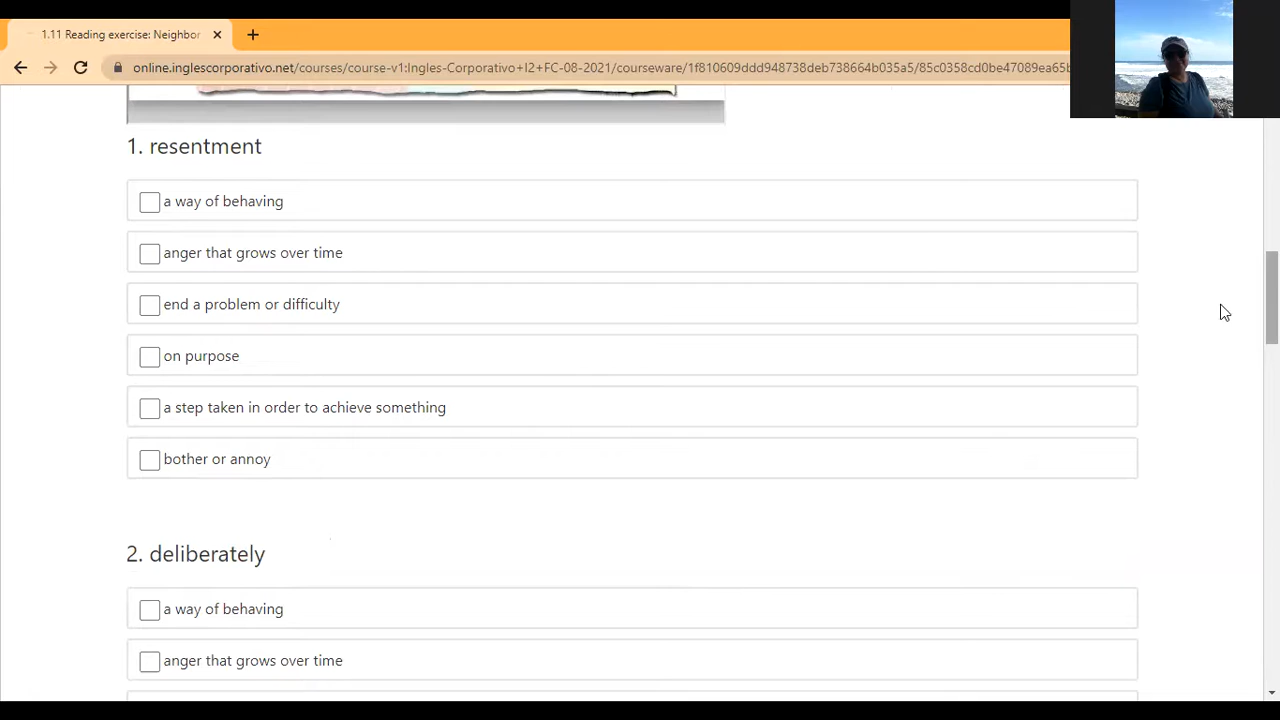 1.11 Reading exercise: Neighbor
online.inglescorporativo.net/courses/course-v1:Ingles-Corporativo+I2+FC-08-2021/courseware/1f810609ddd948738deb738664b035a5/85c0358cd0be47089ea65b
1. resentment
a way of behaving
anger that grows over time
end a problem or difficulty
on purpose
a step taken in order to achieve something
bother or annoy
2. deliberately
a way of behaving
anger that grows over time